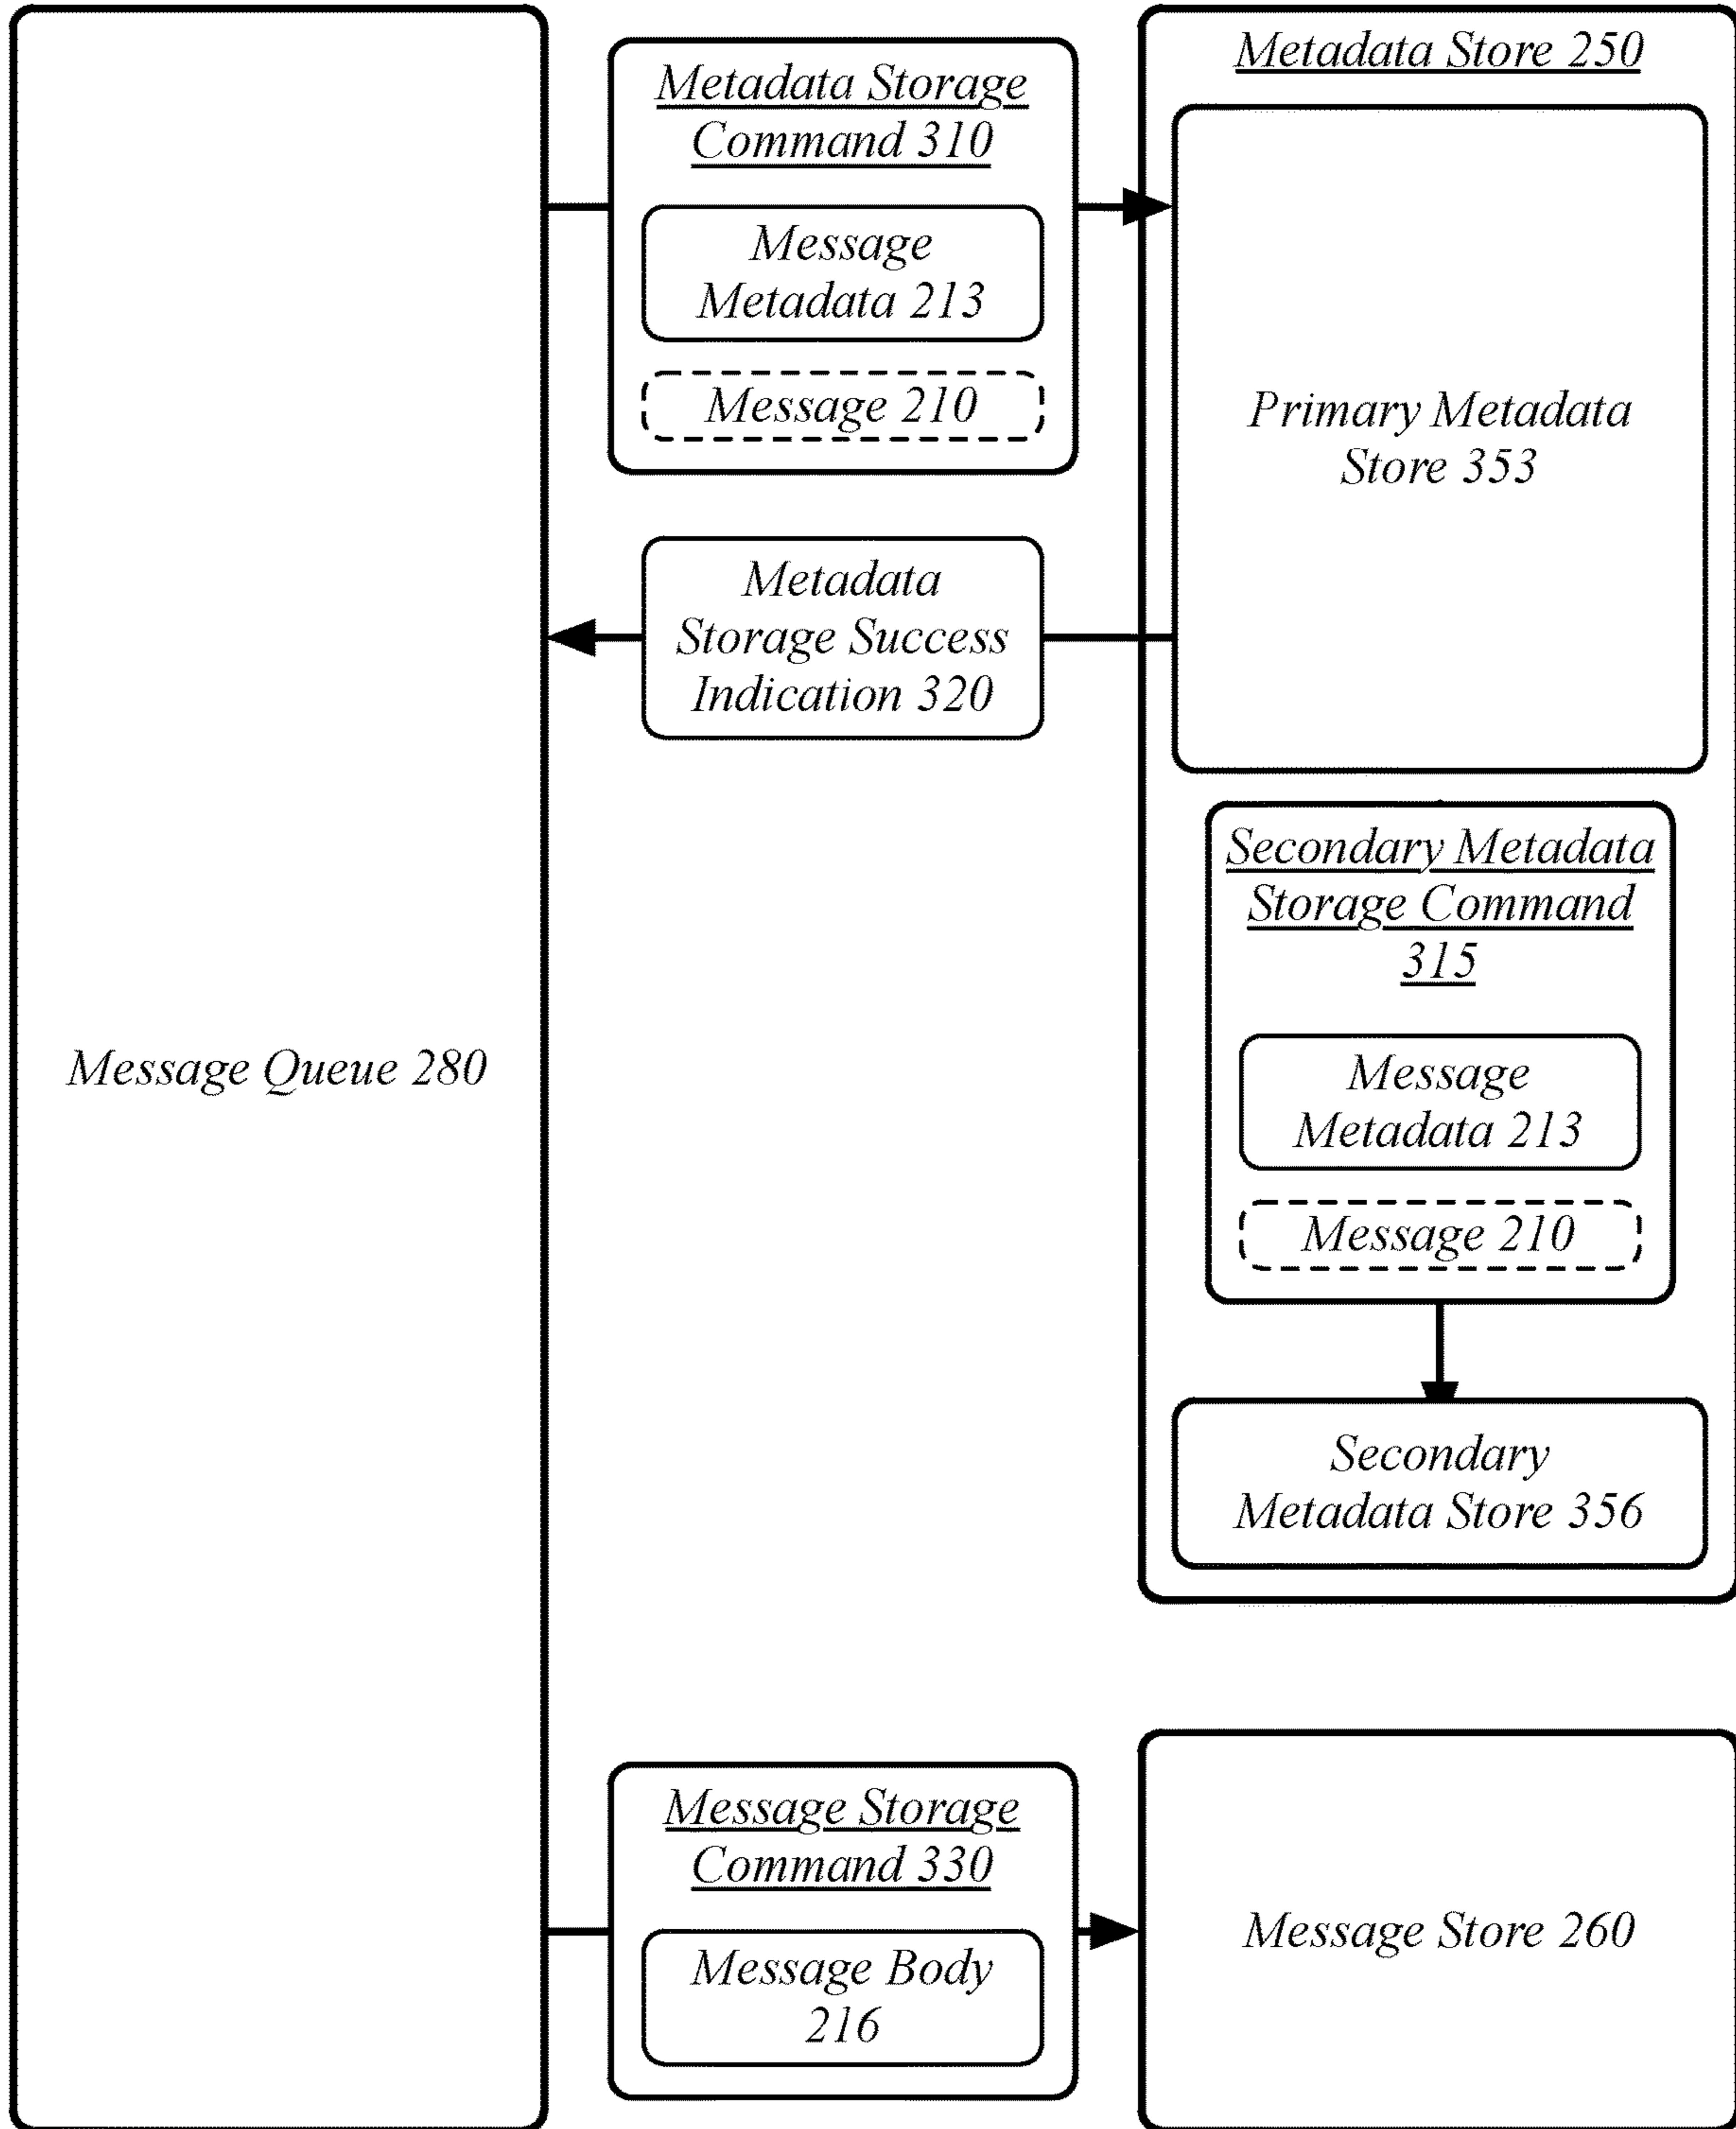 Message Queue 280
Metadata Storage
Command 310
Message
Metadata 213
Message 210
Metadata
Storage Success
Indication 320
Metadata Store 250
Primary Metadata
Store 353
Secondary Metadata
Storage Command
315
Message
Metadata 213
Message 210
Secondary
Metadata Store 356
Message Storage
Command 330
Message Body
216
Message Store 260